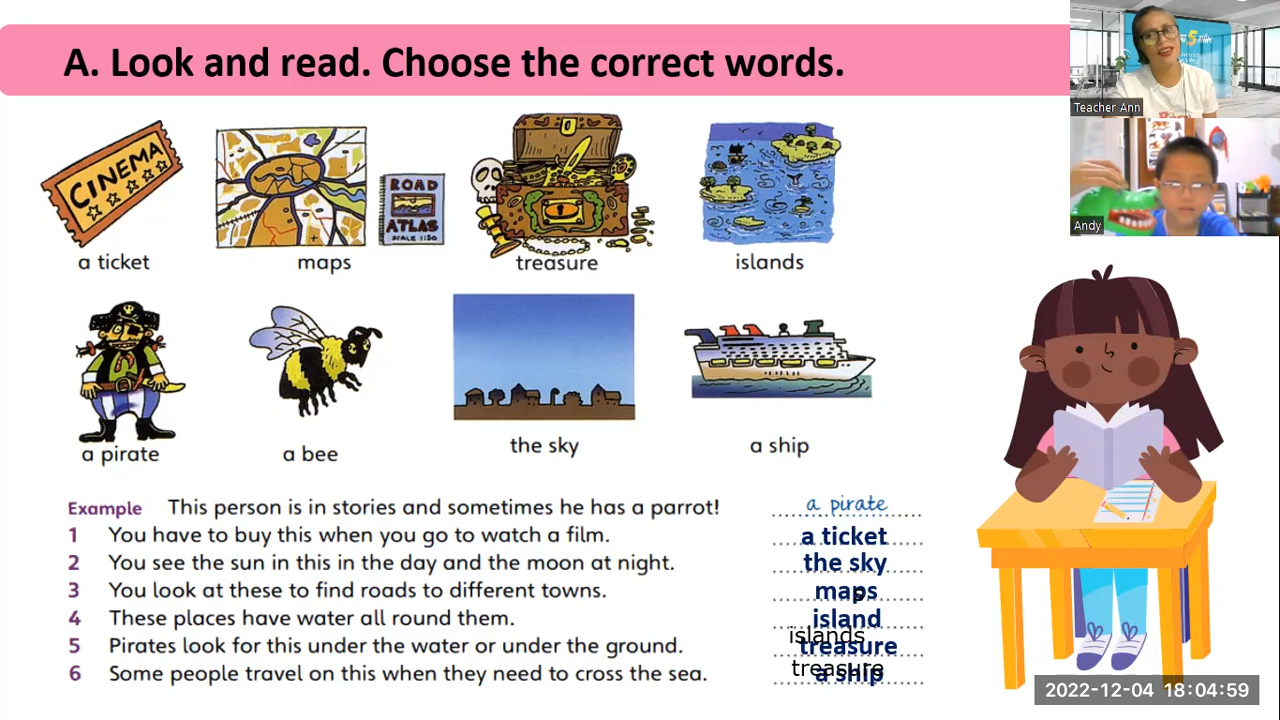 A. Look and read. Choose the correct words.
Teacher Ann
Andy
CINEMA
ROAD
ATLAS
SCALE 1:50
a ticket
maps
treasure
islands
a pirate
a bee
the sky
a ship
Example This person is in stories and sometimes he has a parrot! a pirate
1 You have to buy this when you go to watch a film. a ticket
2 You see the sun in this in the day and the moon at night. the sky
3 You look at these to find roads to different towns. maps
4 These places have water all round them. island
islands
5 Pirates look for this under the water or under the ground. treasure
treasure
6 Some people travel on this when they need to cross the sea. a ship
2022-12-04 18:04:59